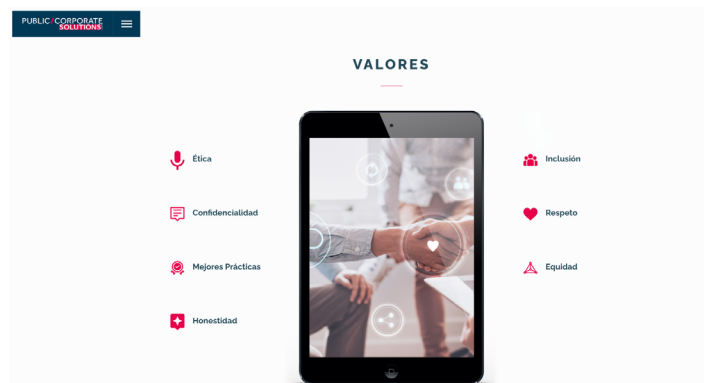 PUBLIC/CORPORATE
SOLUTIONS
VALORES
Ética
Confidencialidad
Mejores Prácticas
Honestidad
Inclusión
Respeto
Equidad